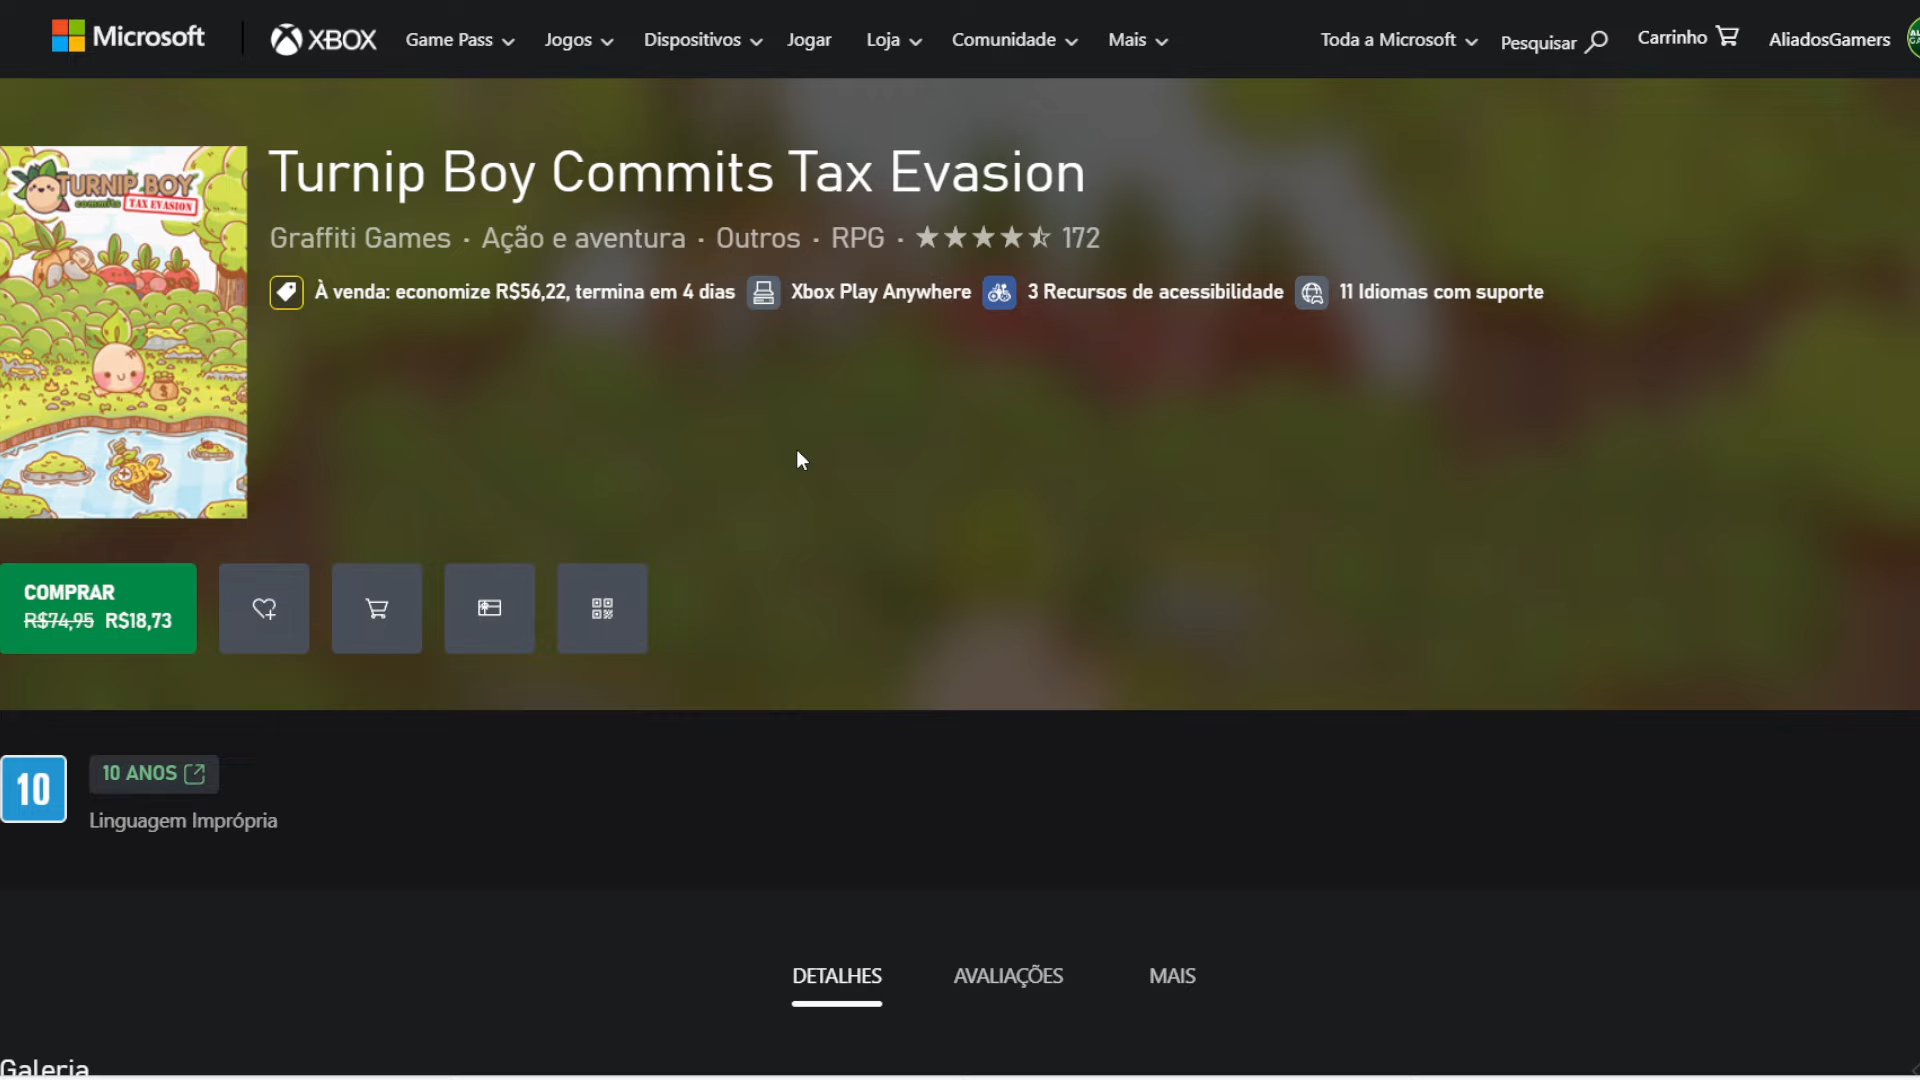 Microsoft
XBOX
Game Pass
Jogos
Dispositivos
Jogar
Loja
Comunidade
Mais
Toda a Microsoft
Pesquisar
Carrinho
AliadosGamers
TURNIP BOY
commits
TAX EVASION
Turnip Boy Commits Tax Evasion
Graffiti Games · Ação e aventura · Outros · RPG · 172
À venda: economize R$56,22, termina em 4 dias
Xbox Play Anywhere
3 Recursos de acessibilidade
11 Idiomas com suporte
COMPRAR
R$74,95 R$18,73
10
10 ANOS
Linguagem Imprópria
DETALHES
AVALIAÇÕES
MAIS
Galeria